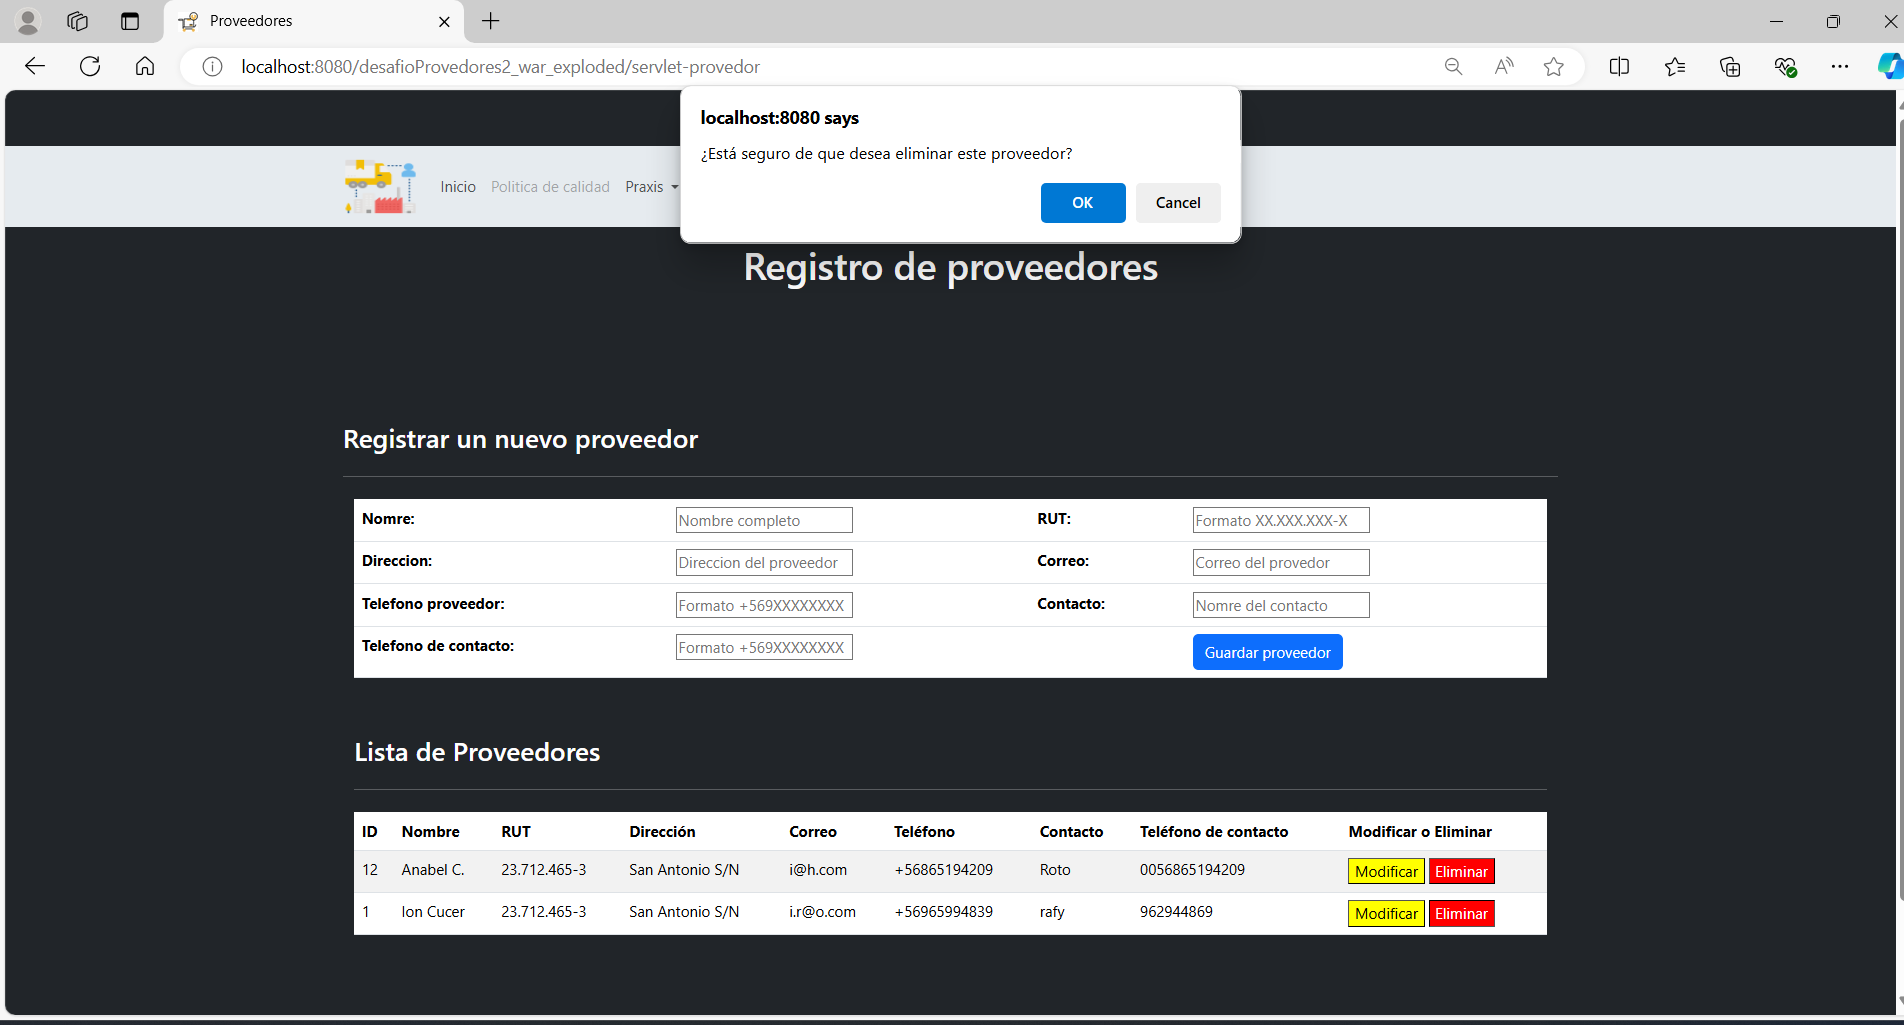 Proveedores
localhost:8080/desafioProvedores2_war_exploded/servlet-provedor
localhost:8080 says
¿Está seguro de que desea eliminar este proveedor?
OK Cancel
Inicio Politica de calidad Praxis
Registro de proveedores
Registrar un nuevo proveedor
Nomre: Nombre completo RUT: Formato XX.XXX.XXX-X
Direccion: Direccion del proveedor Correo: Correo del provedor
Telefono proveedor: Formato +569XXXXXXXX Contacto: Nombre del contacto
Telefono de contacto: Formato +569XXXXXXXX Guardar proveedor
Lista de Proveedores
ID Nombre RUT Dirección Correo Teléfono Contacto Teléfono de contacto Modificar o Eliminar
12 Anabel C. 23.712.465-3 San Antonio S/N i@h.com +56865194209 Roto 0056865194209 Modificar Eliminar
1 Ion Cucer 23.712.465-3 San Antonio S/N i.r@o.com +56965994839 rafy 962944869 Modificar Eliminar